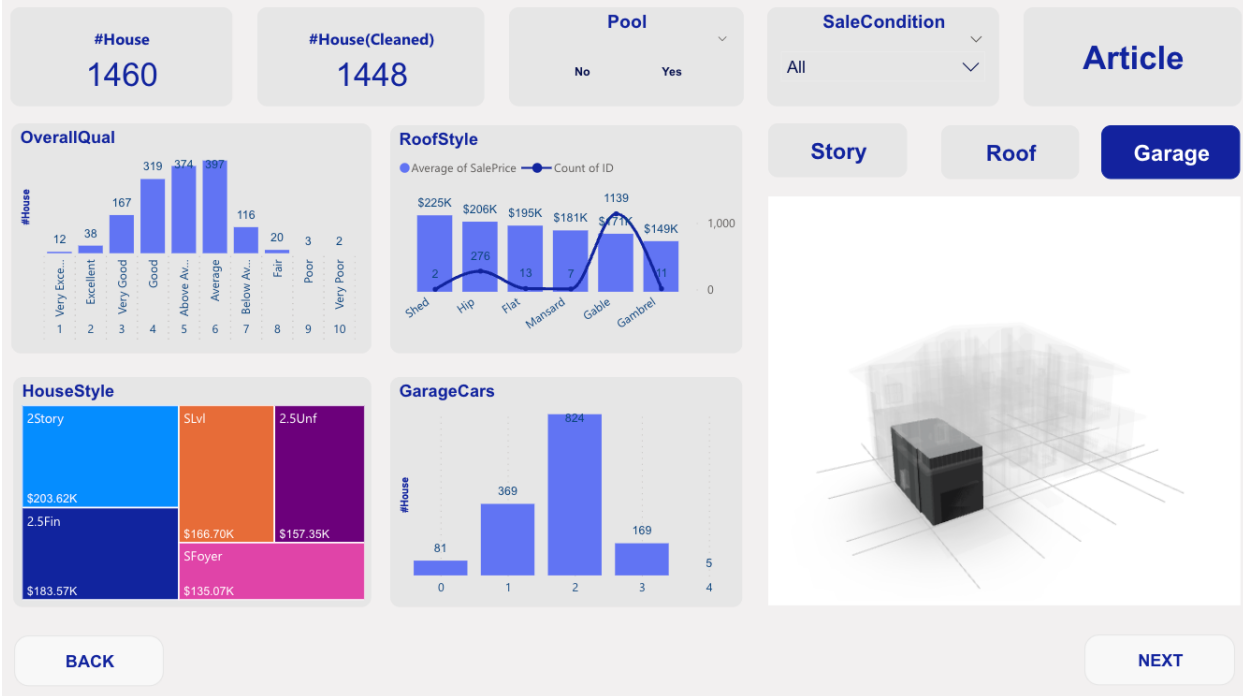 #House
1460
#House(Cleaned)
1448
Pool
No Yes
SaleCondition
All
Article
OverallQual
#House
12 38 167 319 374 397 116 20 3 2
Very Exce... Excellent Very Good Good Above Av... Average Below Av... Fair Poor Very Poor
1 2 3 4 5 6 7 8 9 10
RoofStyle
Average of SalePrice Count of ID
$225K $206K $195K $181K $171K $149K
2 276 13 7 1139 11
1,000
0
Shed Hip Flat Mansard Gable Gambrel
Story
Roof
Garage
HouseStyle
2Story
$203.62K
2.5Fin
$183.57K
SLvl
$166.70K
2.5Unf
$157.35K
SFoyer
$135.07K
GarageCars
#House
81 369 824 169 5
0 1 2 3 4
BACK
NEXT